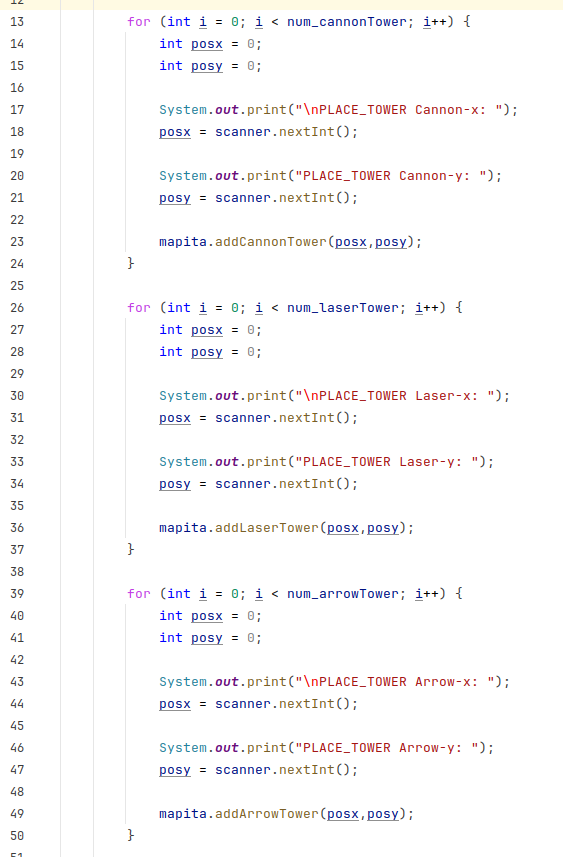 12
13 for (int i = 0; i < num_cannonTower; i++) {
14 int posx = 0;
15 int posy = 0;
16
17 System.out.print("\nPLACE_TOWER Cannon-x: ");
18 posx = scanner.nextInt();
19
20 System.out.print("PLACE_TOWER Cannon-y: ");
21 posy = scanner.nextInt();
22
23 mapita.addCannonTower(posx,posy);
24 }
25
26 for (int i = 0; i < num_laserTower; i++) {
27 int posx = 0;
28 int posy = 0;
29
30 System.out.print("\nPLACE_TOWER Laser-x: ");
31 posx = scanner.nextInt();
32
33 System.out.print("PLACE_TOWER Laser-y: ");
34 posy = scanner.nextInt();
35
36 mapita.addLaserTower(posx,posy);
37 }
38
39 for (int i = 0; i < num_arrowTower; i++) {
40 int posx = 0;
41 int posy = 0;
42
43 System.out.print("\nPLACE_TOWER Arrow-x: ");
44 posx = scanner.nextInt();
45
46 System.out.print("PLACE_TOWER Arrow-y: ");
47 posy = scanner.nextInt();
48
49 mapita.addArrowTower(posx,posy);
50 }
51